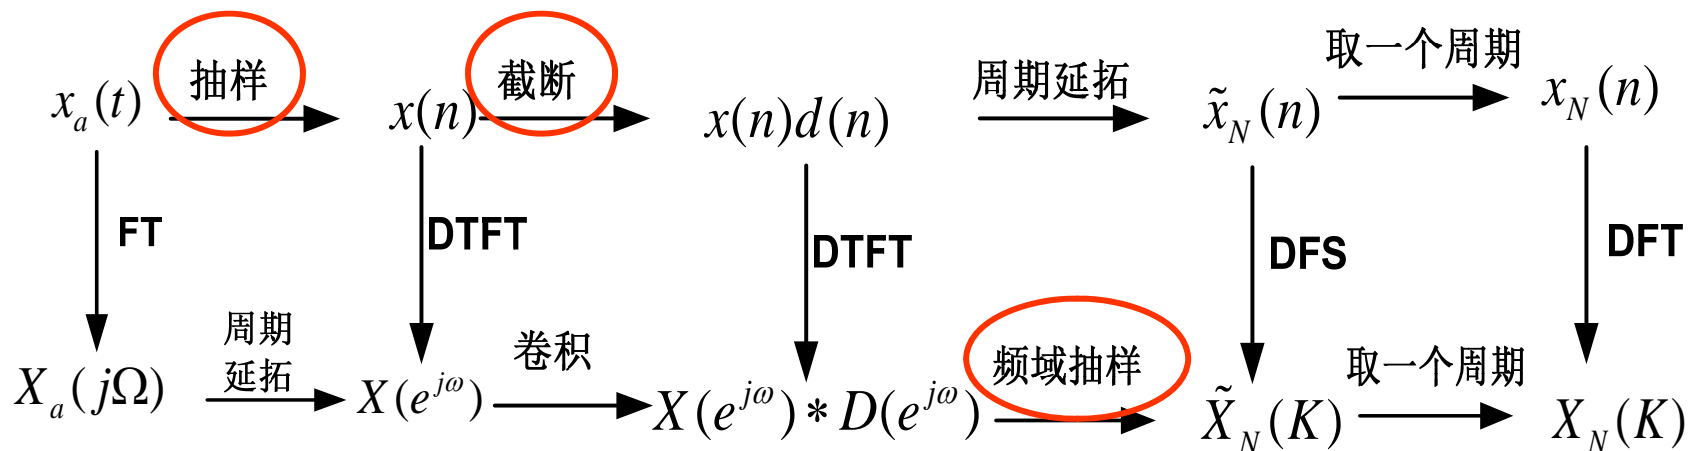 x_a(t) 抽样 x(n) 截断 x(n)d(n) 周期延拓 x̃_N(n) 取一个周期 x_N(n)
FT DTFT DTFT DFS DFT
周期
延拓 卷积 频域抽样 取一个周期
X_a(jΩ) X(e^{jω}) X(e^{jω}) * D(e^{jω}) X̃_N(K) X_N(K)